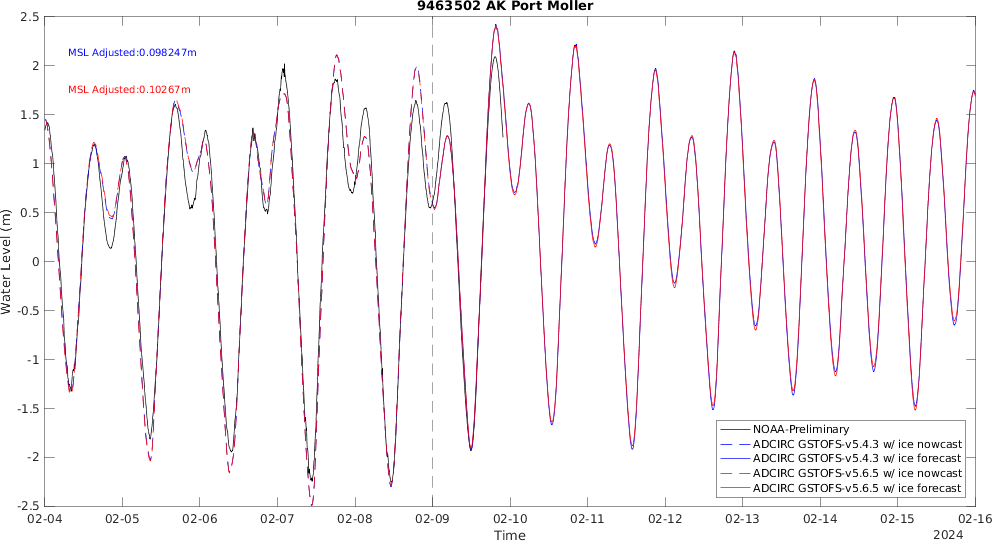 9463502 AK Port Moller
MSL Adjusted:0.098247m
MSL Adjusted:0.10267m
Water Level (m)
2.5
2
1.5
1
0.5
0
-0.5
-1
-1.5
-2
-2.5
NOAA-Preliminary
ADCIRC GSTOFS-v5.4.3 w/ ice nowcast
ADCIRC GSTOFS-v5.4.3 w/ ice forecast
ADCIRC GSTOFS-v5.6.5 w/ ice nowcast
ADCIRC GSTOFS-v5.6.5 w/ ice forecast
02-04 02-05 02-06 02-07 02-08 02-09 02-10 02-11 02-12 02-13 02-14 02-15 02-16
Time
2024